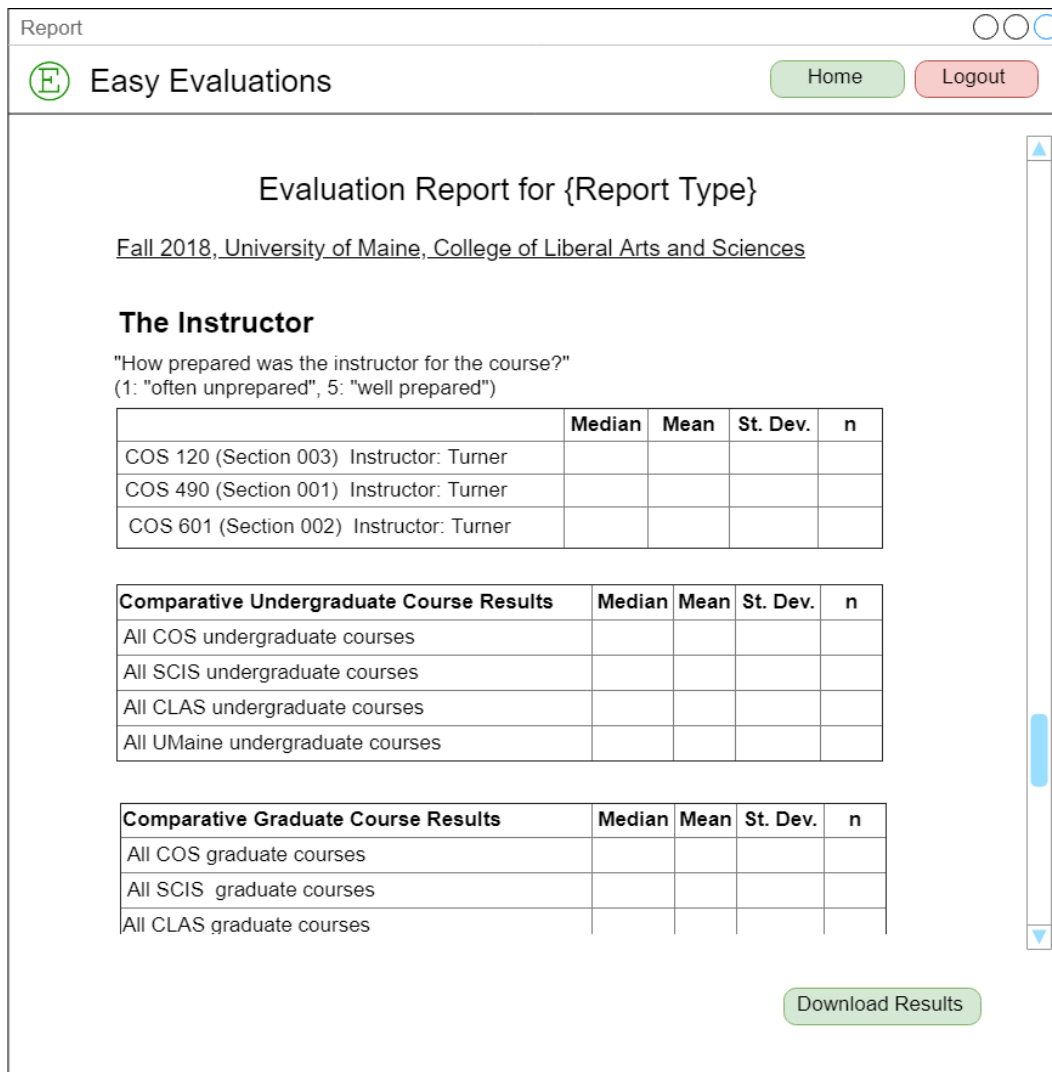 Report
E Easy Evaluations Home Logout
Evaluation Report for {Report Type}
Fall 2018, University of Maine, College of Liberal Arts and Sciences
The Instructor
"How prepared was the instructor for the course?"
(1: "often unprepared", 5: "well prepared")
Median Mean St. Dev. n
COS 120 (Section 003) Instructor: Turner
COS 490 (Section 001) Instructor: Turner
COS 601 (Section 002) Instructor: Turner
Comparative Undergraduate Course Results Median Mean St. Dev. n
All COS undergraduate courses
All SCIS undergraduate courses
All CLAS undergraduate courses
All UMaine undergraduate courses
Comparative Graduate Course Results Median Mean St. Dev. n
All COS graduate courses
All SCIS graduate courses
All CLAS graduate courses
Download Results